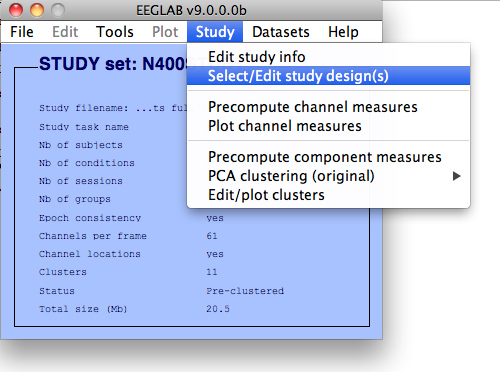 EEGLAB v9.0.0.0b
File Edit Tools Plot Study Datasets Help
STUDY set: N400S
Edit study info
Select/Edit study design(s)
Precompute channel measures
Plot channel measures
Precompute component measures
PCA clustering (original)
Edit/plot clusters
Study filename: ...ts ful
Study task name
Nb of subjects
Nb of conditions
Nb of sessions
Nb of groups
Epoch consistency yes
Channels per frame 61
Channel locations yes
Clusters 11
Status Pre-clustered
Total size (Mb) 20.5